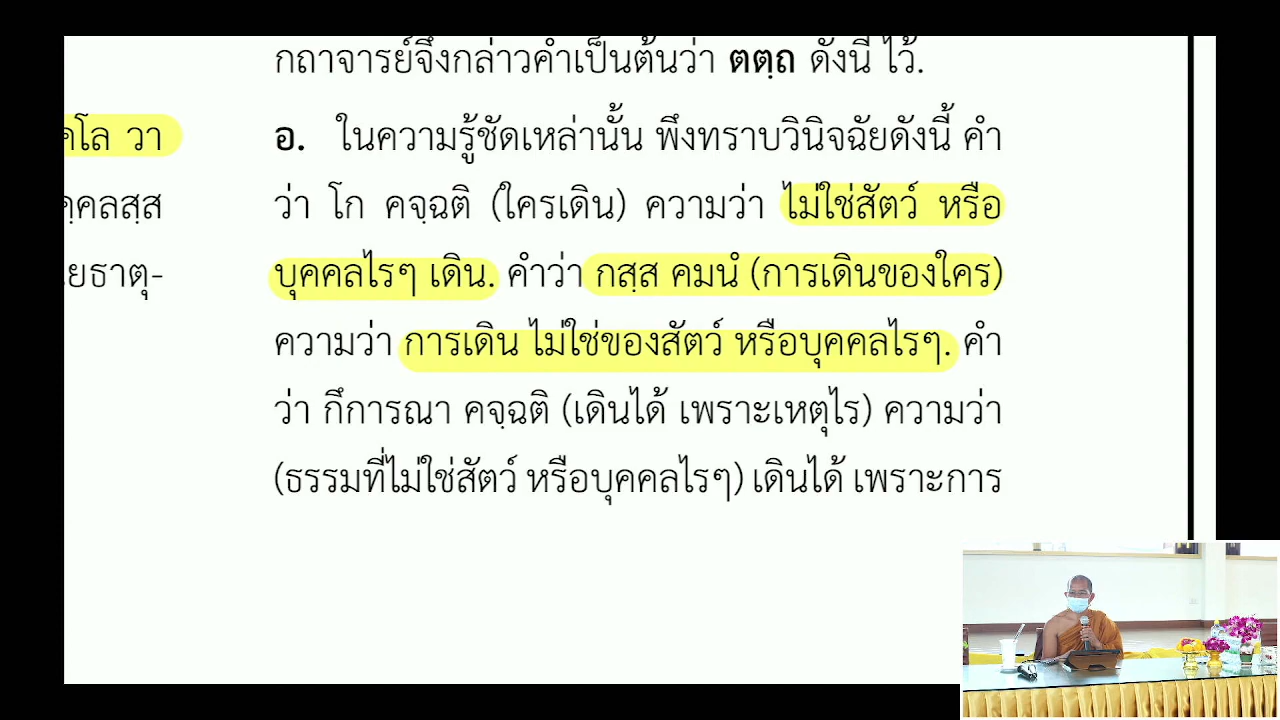 กถาจารย์จึงกล่าวคำเป็นต้นว่า ตตฺถ ดังนี้ ไว้.
คโล วา
คฺคลสฺส
ยธาตุ-
อ. ในความรู้ชัดเหล่านั้น พึงทราบวินิจฉัยดังนี้ คำ
ว่า โก คจฺฉติ (ใครเดิน) ความว่า ไม่ใช่สัตว์ หรือ
บุคคลไรๆ เดิน. คำว่า กสฺส คมนํ (การเดินของใคร)
ความว่า การเดิน ไม่ใช่ของสัตว์ หรือบุคคลไรๆ. คำ
ว่า กึการณา คจฺฉติ (เดินได้ เพราะเหตุไร) ความว่า
(ธรรมที่ไม่ใช่สัตว์ หรือบุคคลไรๆ) เดินได้ เพราะการ